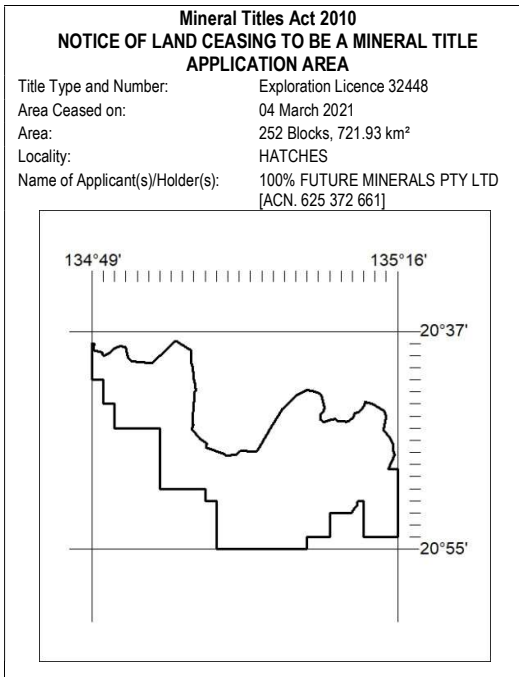 Mineral Titles Act 2010
NOTICE OF LAND CEASING TO BE A MINERAL TITLE
APPLICATION AREA
Title Type and Number: Exploration Licence 32448
Area Ceased on: 04 March 2021
Area: 252 Blocks, 721.93 km²
Locality: HATCHES
Name of Applicant(s)/Holder(s): 100% FUTURE MINERALS PTY LTD
[ACN. 625 372 661]
134°49' 135°16'
20°37'
20°55'